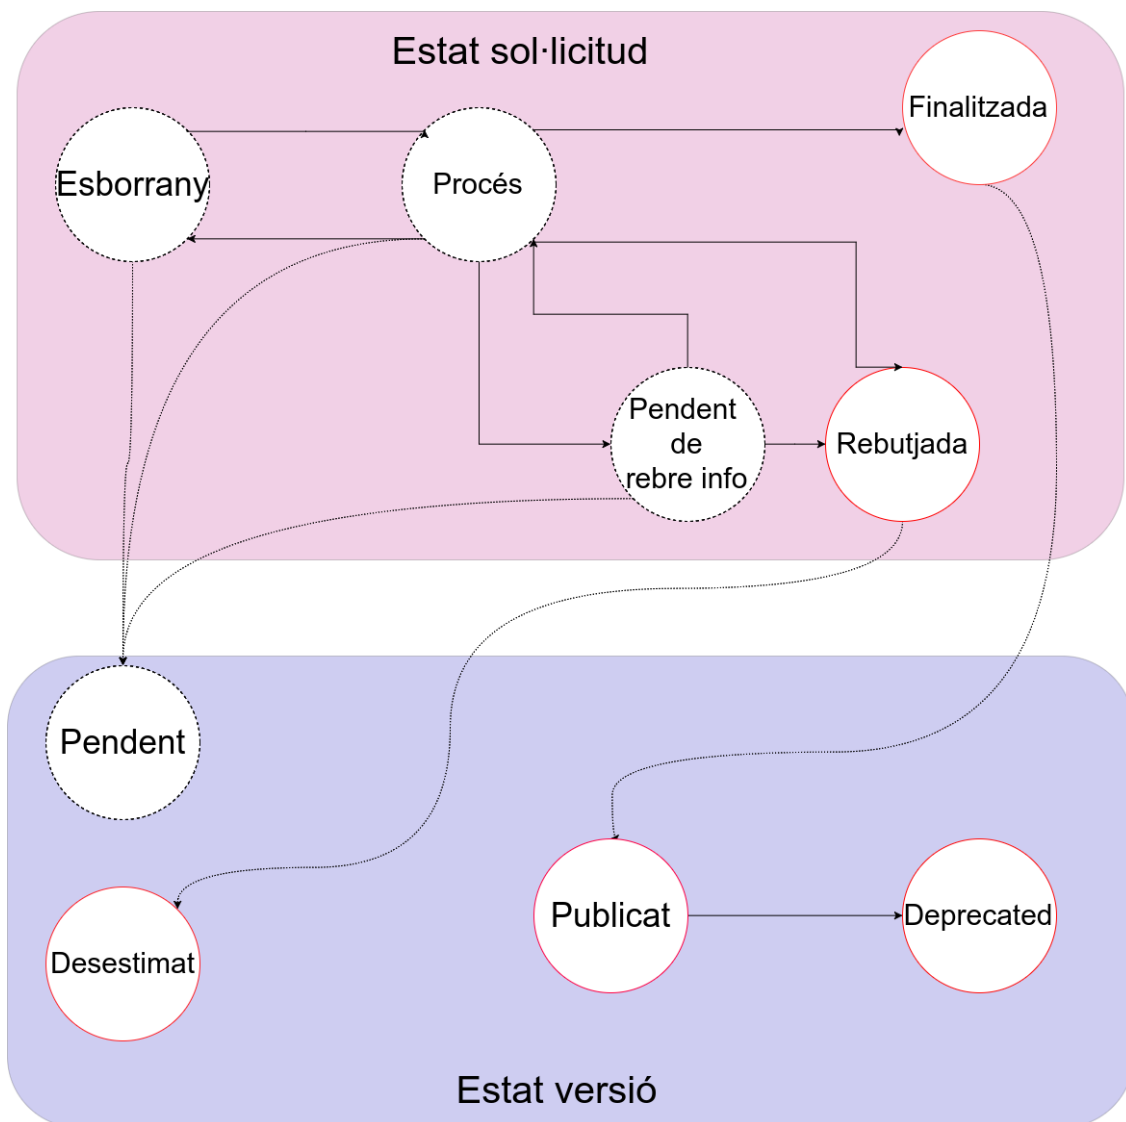 Estat sol·licitud
Finalitzada
Esborrany
Procés
Pendent
de
rebre info
Rebutjada
Pendent
Publicat
Deprecated
Desestimat
Estat versió